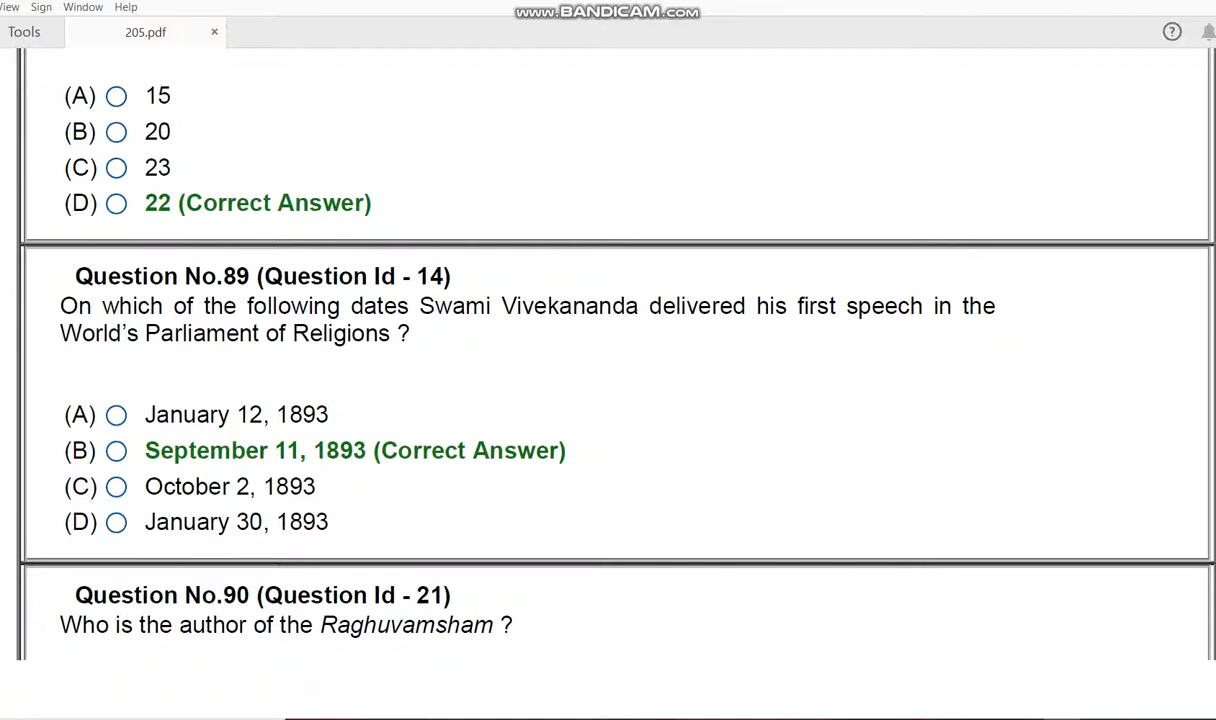 View Sign Window Help
www.BANDICAM.com
Tools 205.pdf × ?
(A) 15
(B) 20
(C) 23
(D) 22 (Correct Answer)
Question No.89 (Question Id - 14)
On which of the following dates Swami Vivekananda delivered his first speech in the
World’s Parliament of Religions ?
(A) January 12, 1893
(B) September 11, 1893 (Correct Answer)
(C) October 2, 1893
(D) January 30, 1893
Question No.90 (Question Id - 21)
Who is the author of the Raghuvamsham ?